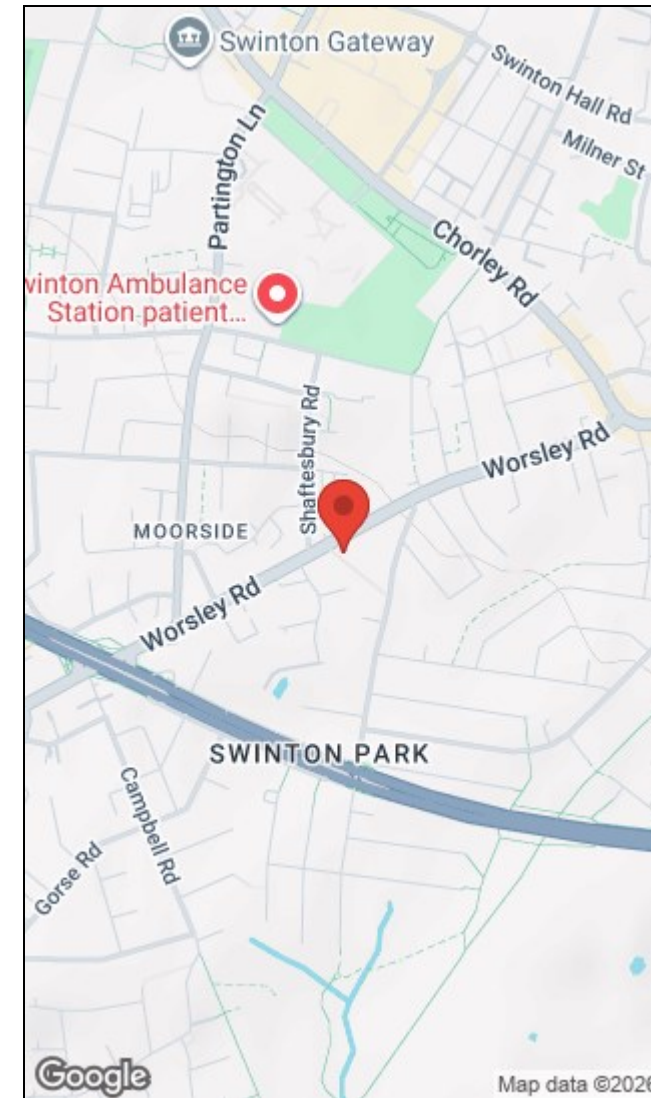 Swinton Gateway
Swinton Hall Rd
Milner St
Partington Ln
Chorley Rd
winton Ambulance
Station patient...
Shaftesbury Rd
Worsley Rd
MOORSIDE
Worsley Rd
SWINTON PARK
Campbell Rd
Gorse Rd
Google
Map data ©2026